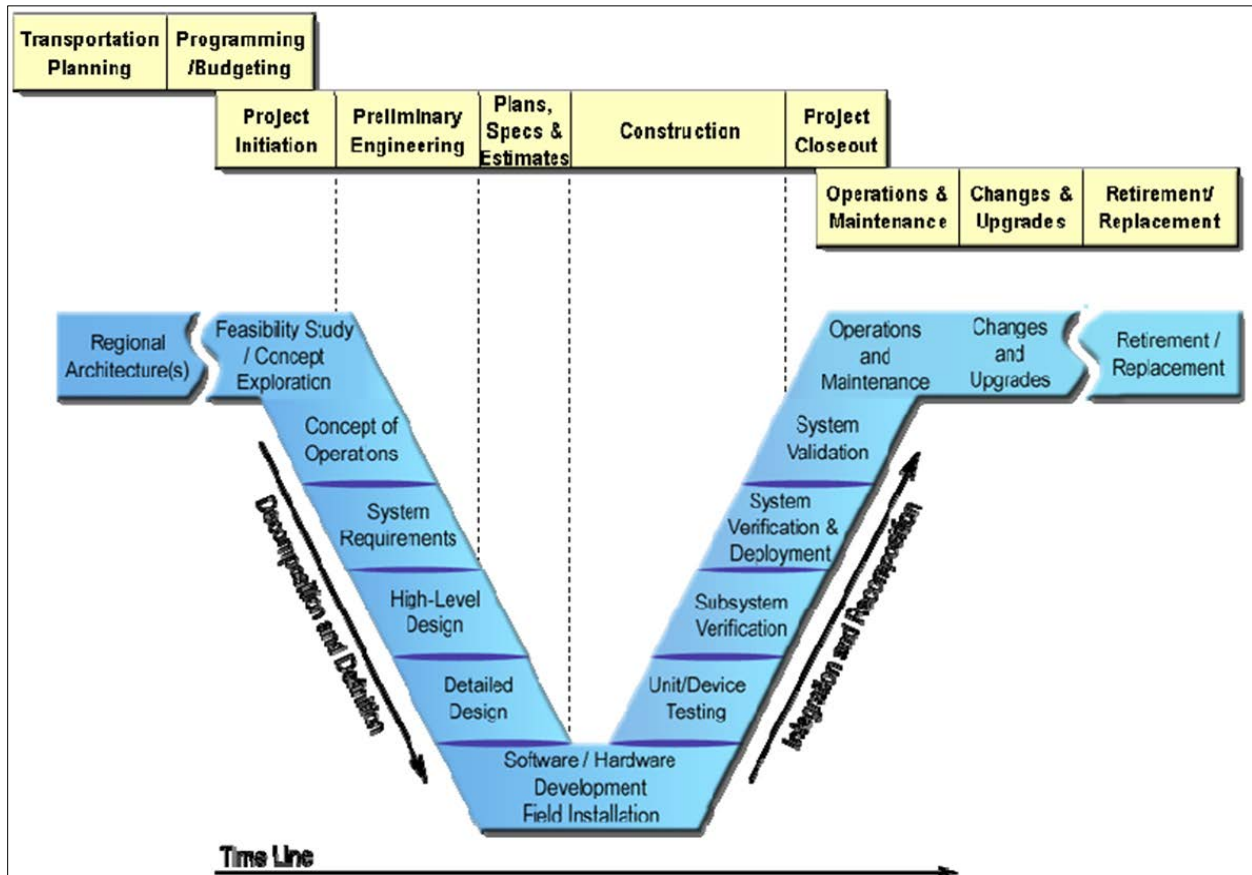 Transportation
Planning
Programming
/Budgeting
Project
Initiation
Preliminary
Engineering
Plans,
Specs &
Estimates
Construction
Project
Closeout
Operations &
Maintenance
Changes &
Upgrades
Retirement/
Replacement
Regional
Architecture(s)
Feasibility Study
/ Concept
Exploration
Concept of
Operations
System
Requirements
High-Level
Design
Detailed
Design
Software / Hardware
Development
Field Installation
Unit/Device
Testing
Subsystem
Verification
System
Verification &
Deployment
System
Validation
Operations
and
Maintenance
Changes
and
Upgrades
Retirement /
Replacement
Decomposition and Definition
Integration and Recomposition
Time Line